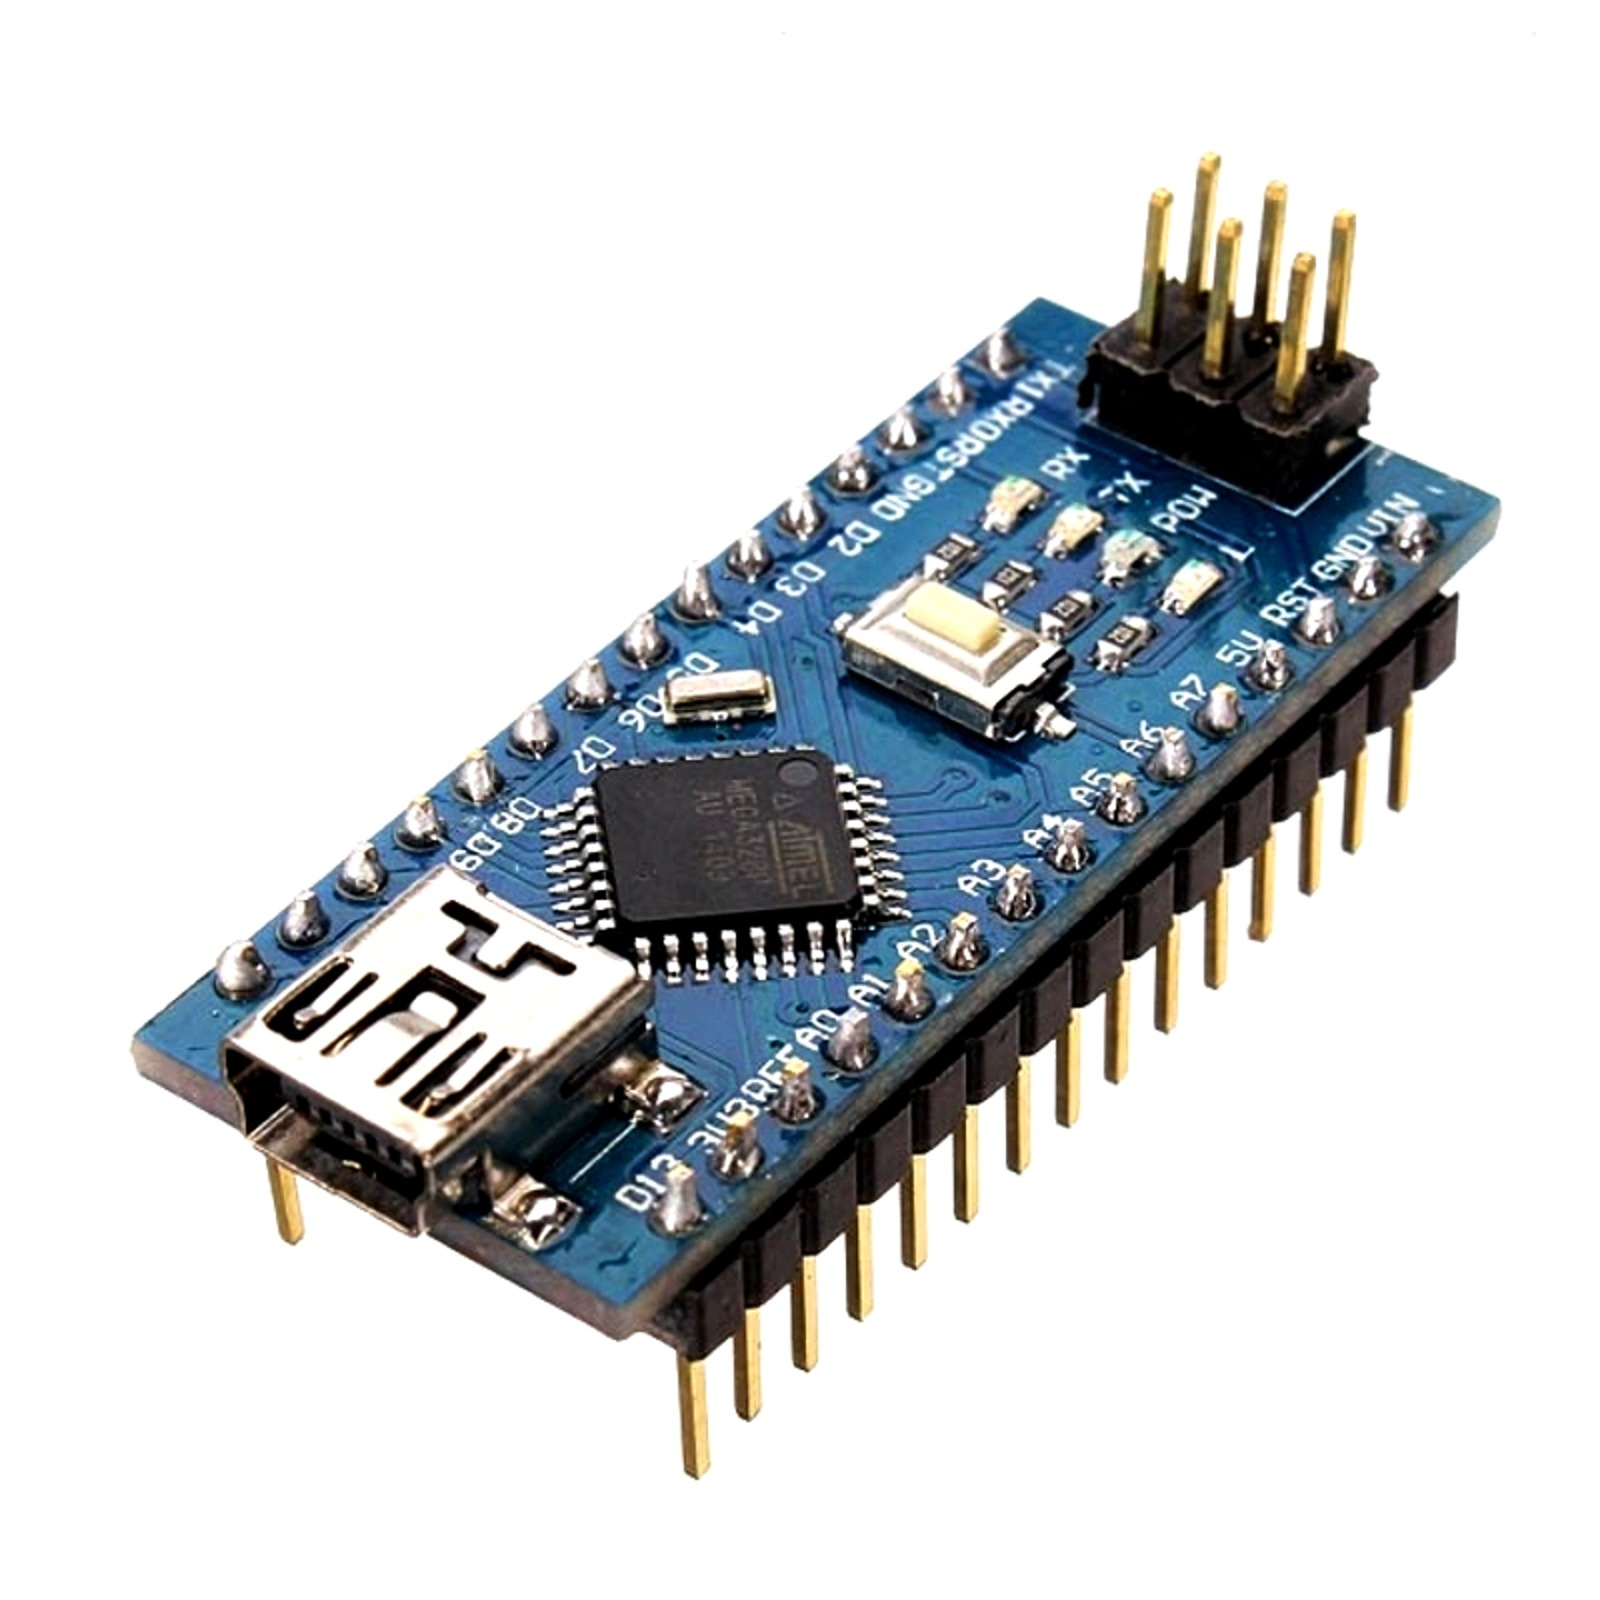 TX1 RX0 RST GND D2 D3 D4 D5 D6 D7 D8 D9
RX
TX
POW
L
VIN
GND
RST
5V
A7
A6
A5
A4
A3
A2
A1
A0
REF
3V3
D13
ATMEL
MEGA328P
AU 1403